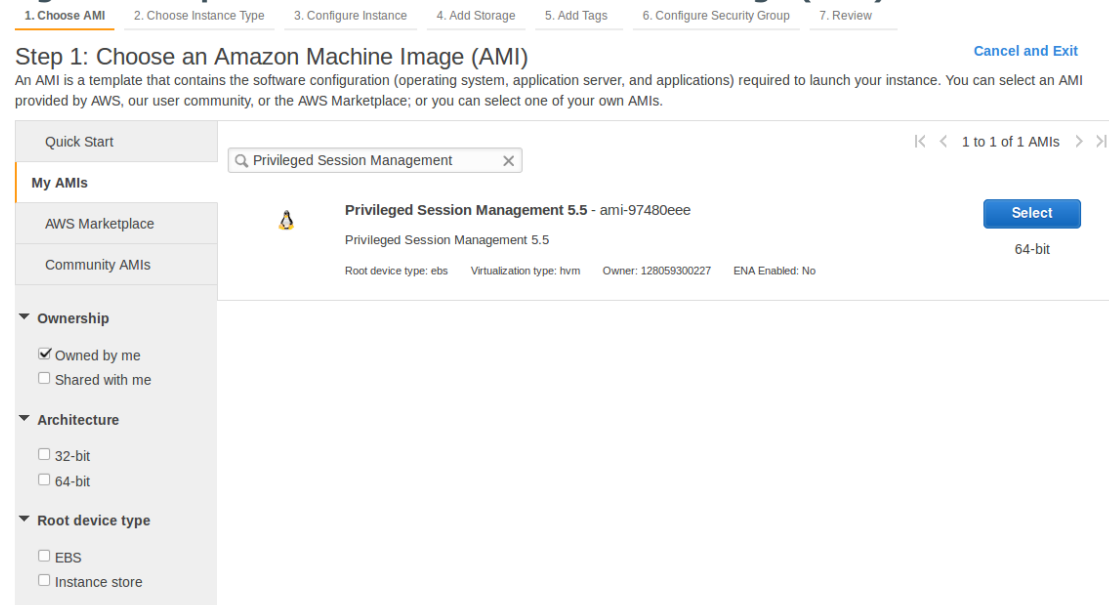 1. Choose AMI 2. Choose Instance Type 3. Configure Instance 4. Add Storage 5. Add Tags 6. Configure Security Group 7. Review
Step 1: Choose an Amazon Machine Image (AMI)
Cancel and Exit
An AMI is a template that contains the software configuration (operating system, application server, and applications) required to launch your instance. You can select an AMI
provided by AWS, our user community, or the AWS Marketplace; or you can select one of your own AMIs.
Quick Start
My AMIs
AWS Marketplace
Community AMIs
Ownership
Owned by me
Shared with me
Architecture
32-bit
64-bit
Root device type
EBS
Instance store
Privileged Session Management
1 to 1 of 1 AMIs
Privileged Session Management 5.5 - ami-97480eee
Privileged Session Management 5.5
Root device type: ebs Virtualization type: hvm Owner: 128059300227 ENA Enabled: No
Select
64-bit